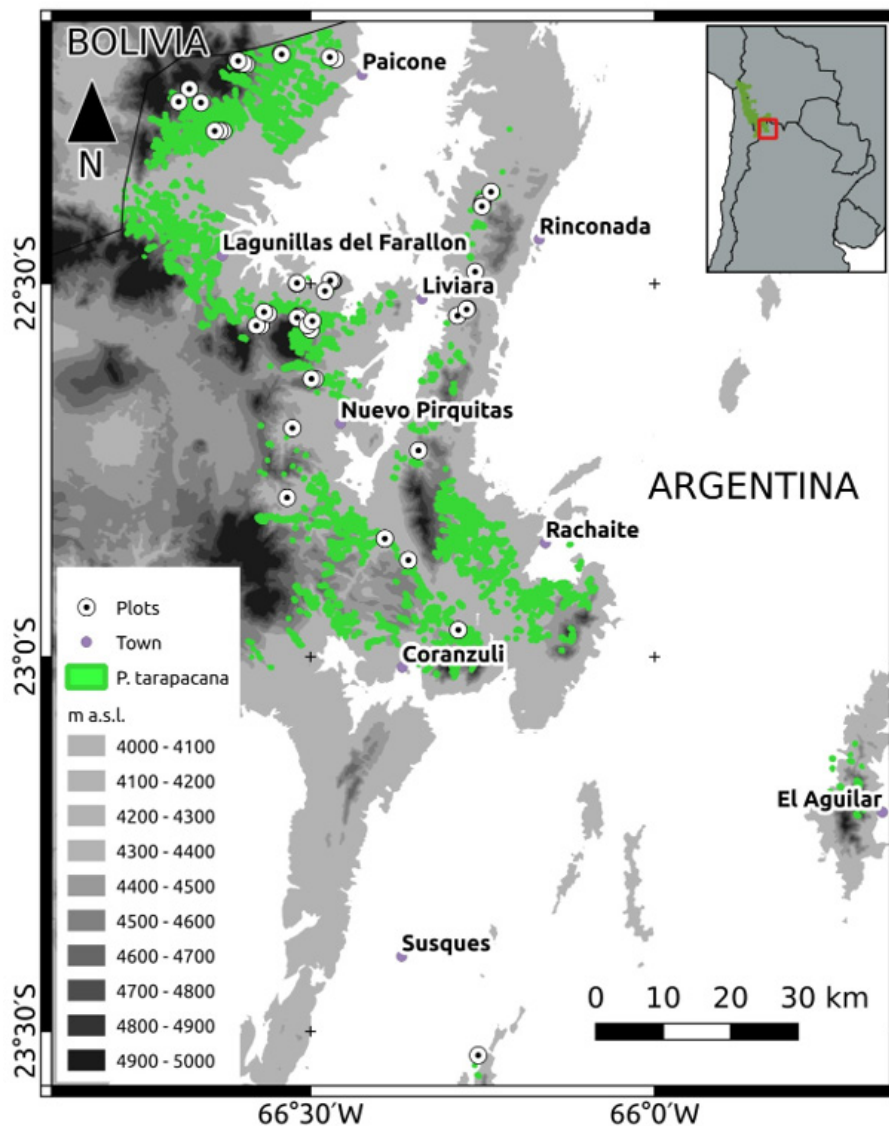 BOLIVIA
Paicone
N
Rinconada
Lagunillas del Farallon
22°30′S
Liviara
Nuevo Pirquitas
ARGENTINA
Rachaite
Plots
Town
Coranzuli
23°0′S
P. tarapacana
m a.s.l.
4000 - 4100
4100 - 4200
El Aguilar
4200 - 4300
4300 - 4400
4400 - 4500
4500 - 4600
4600 - 4700
Susques
4700 - 4800
0 10 20 30 km
4800 - 4900
23°30′S
4900 - 5000
66°30′W 66°0′W